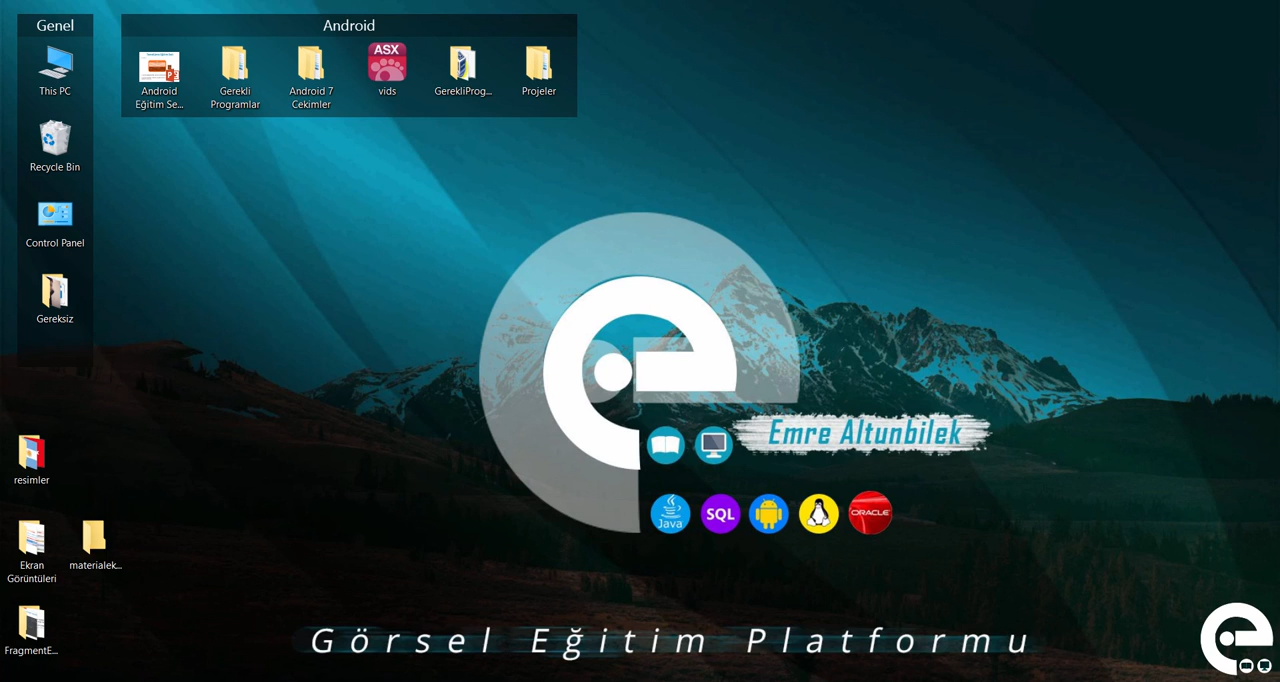 Genel
Android
This PC
Recycle Bin
Control Panel
Gereksiz
Android
Eğitim Se...
Gerekli
Programlar
Android 7
Cekimler
ASX
vids
GerekliProg...
Projeler
resimler
Ekran
Görüntüleri
materialek...
FragmentE...
Emre Altunbilek
Java
SQL
ORACLE
Görsel Eğitim Platformu